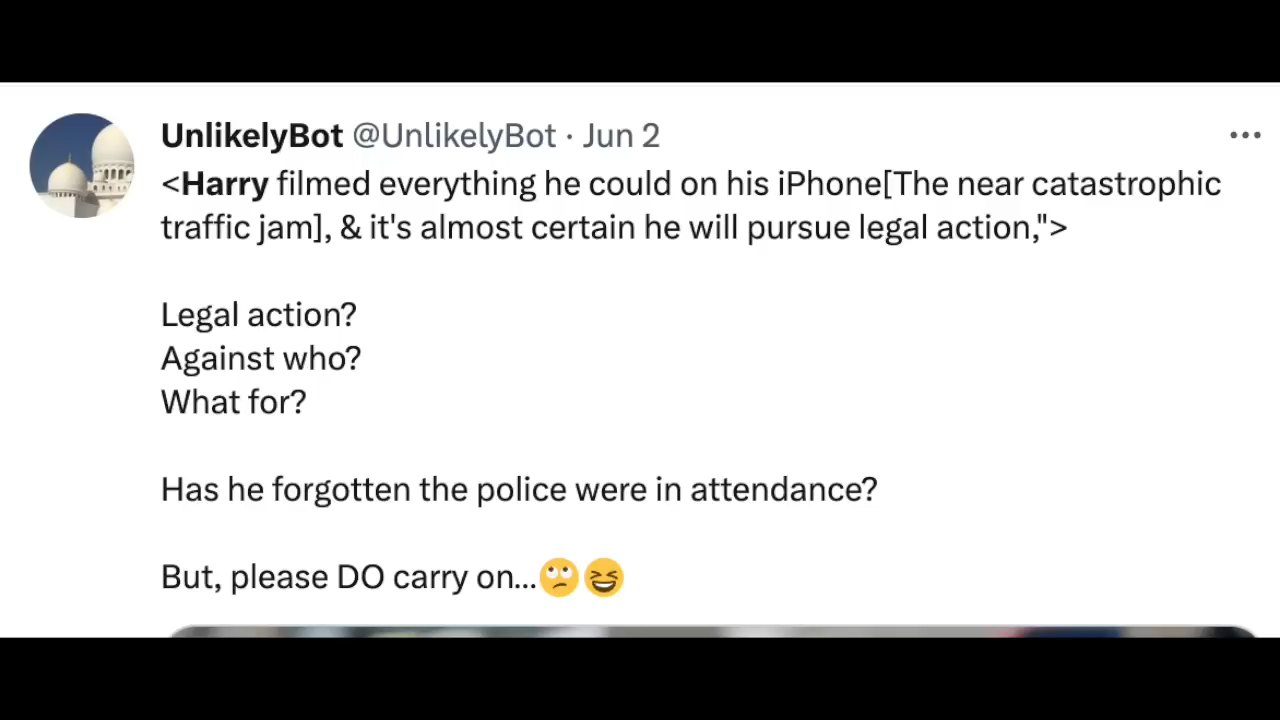 UnlikelyBot @UnlikelyBot · Jun 2
<Harry filmed everything he could on his iPhone[The near catastrophic
traffic jam], & it's almost certain he will pursue legal action,">
Legal action?
Against who?
What for?
Has he forgotten the police were in attendance?
But, please DO carry on...🙄😆